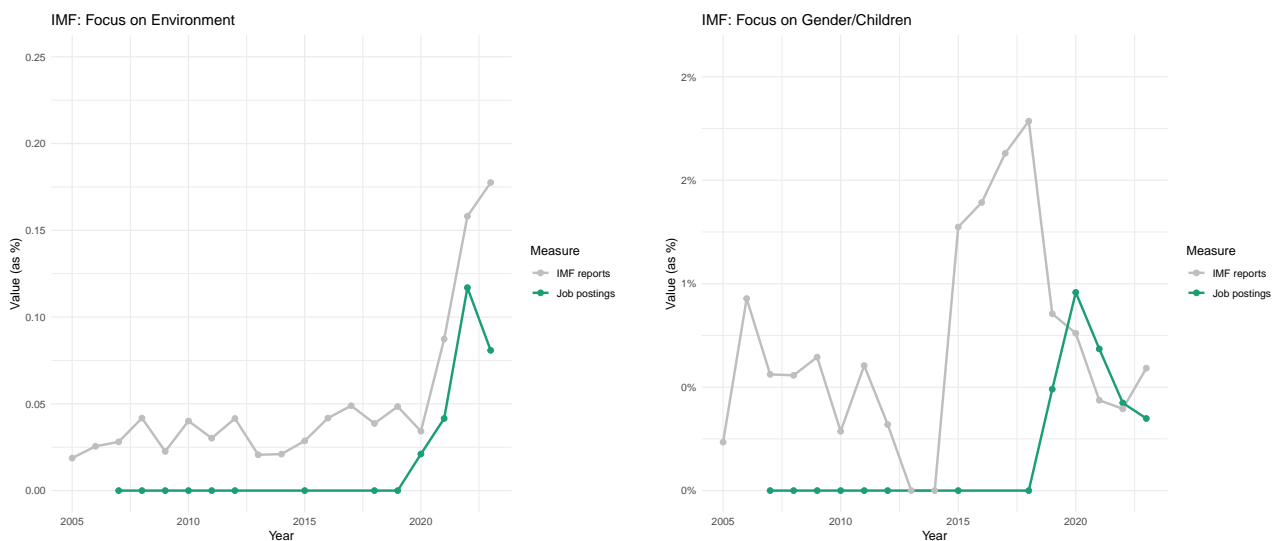 IMF: Focus on Environment
0.25
0.20
0.15
0.10
0.05
0.00
Value (as %)
2005
2010
2015
2020
Year
Measure
IMF reports
Job postings
IMF: Focus on Gender/Children
2%
2%
1%
0%
0%
Value (as %)
2005
2010
2015
2020
Year
Measure
IMF reports
Job postings